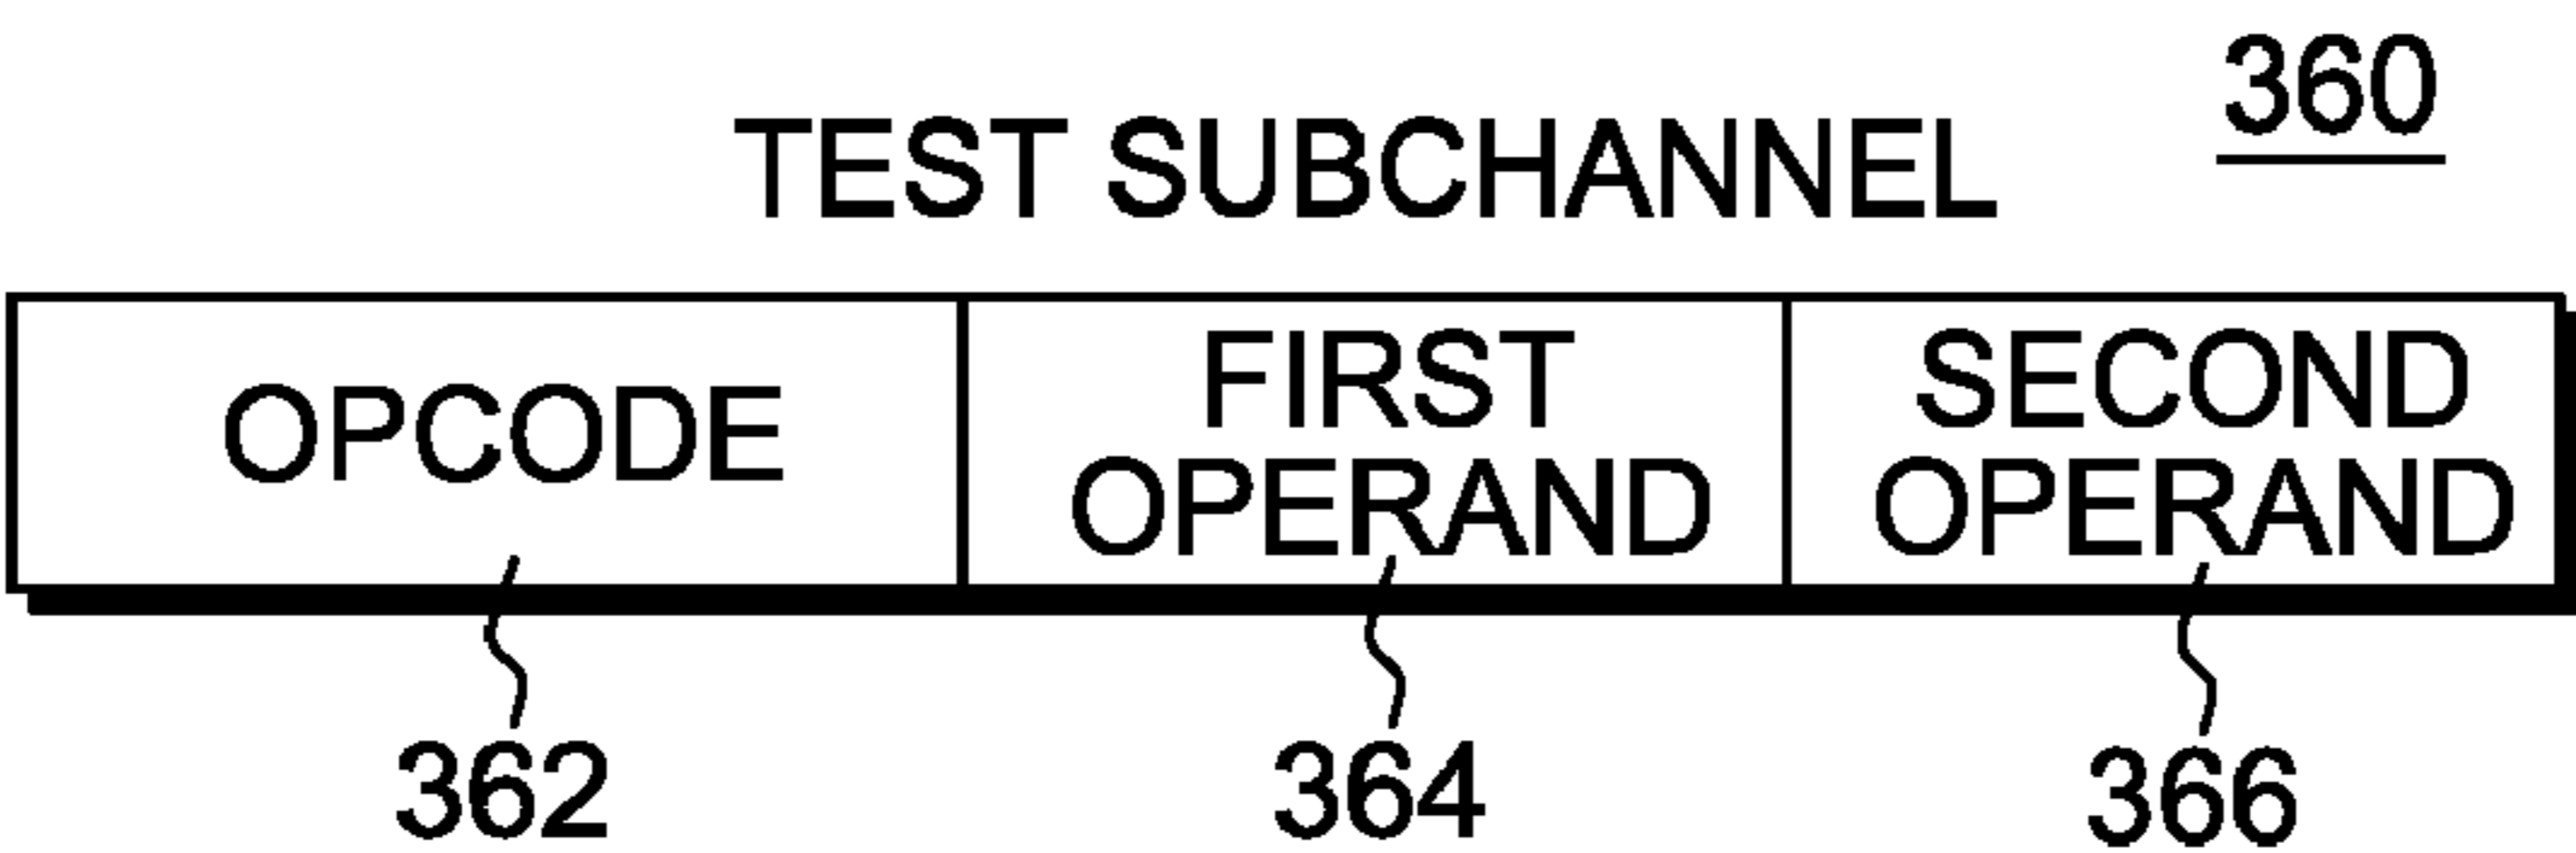 360
TEST SUBCHANNEL
OPCODE
FIRST
OPERAND
SECOND
OPERAND
362
364
366